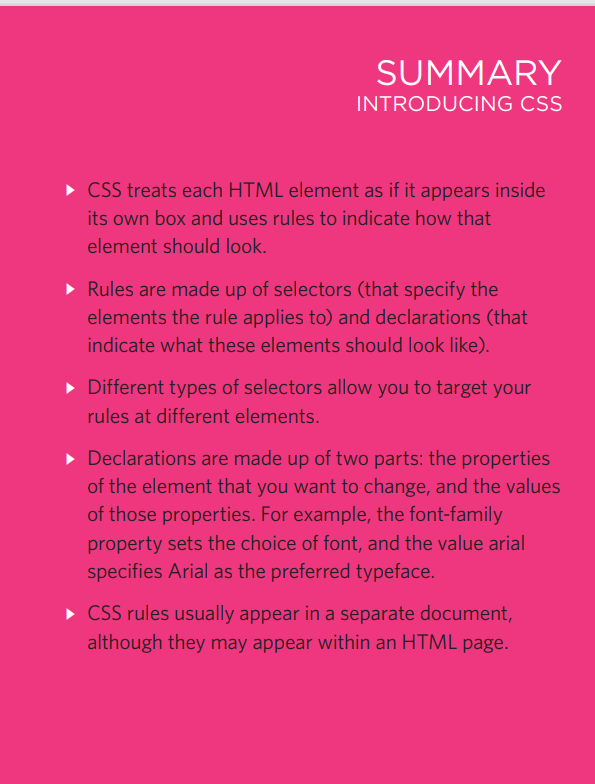 SUMMARY
INTRODUCING CSS
CSS treats each HTML element as if it appears inside
its own box and uses rules to indicate how that
element should look.
Rules are made up of selectors (that specify the
elements the rule applies to) and declarations (that
indicate what these elements should look like).
Different types of selectors allow you to target your
rules at different elements.
Declarations are made up of two parts: the properties
of the element that you want to change, and the values
of those properties. For example, the font-family
property sets the choice of font, and the value arial
specifies Arial as the preferred typeface.
CSS rules usually appear in a separate document,
although they may appear within an HTML page.